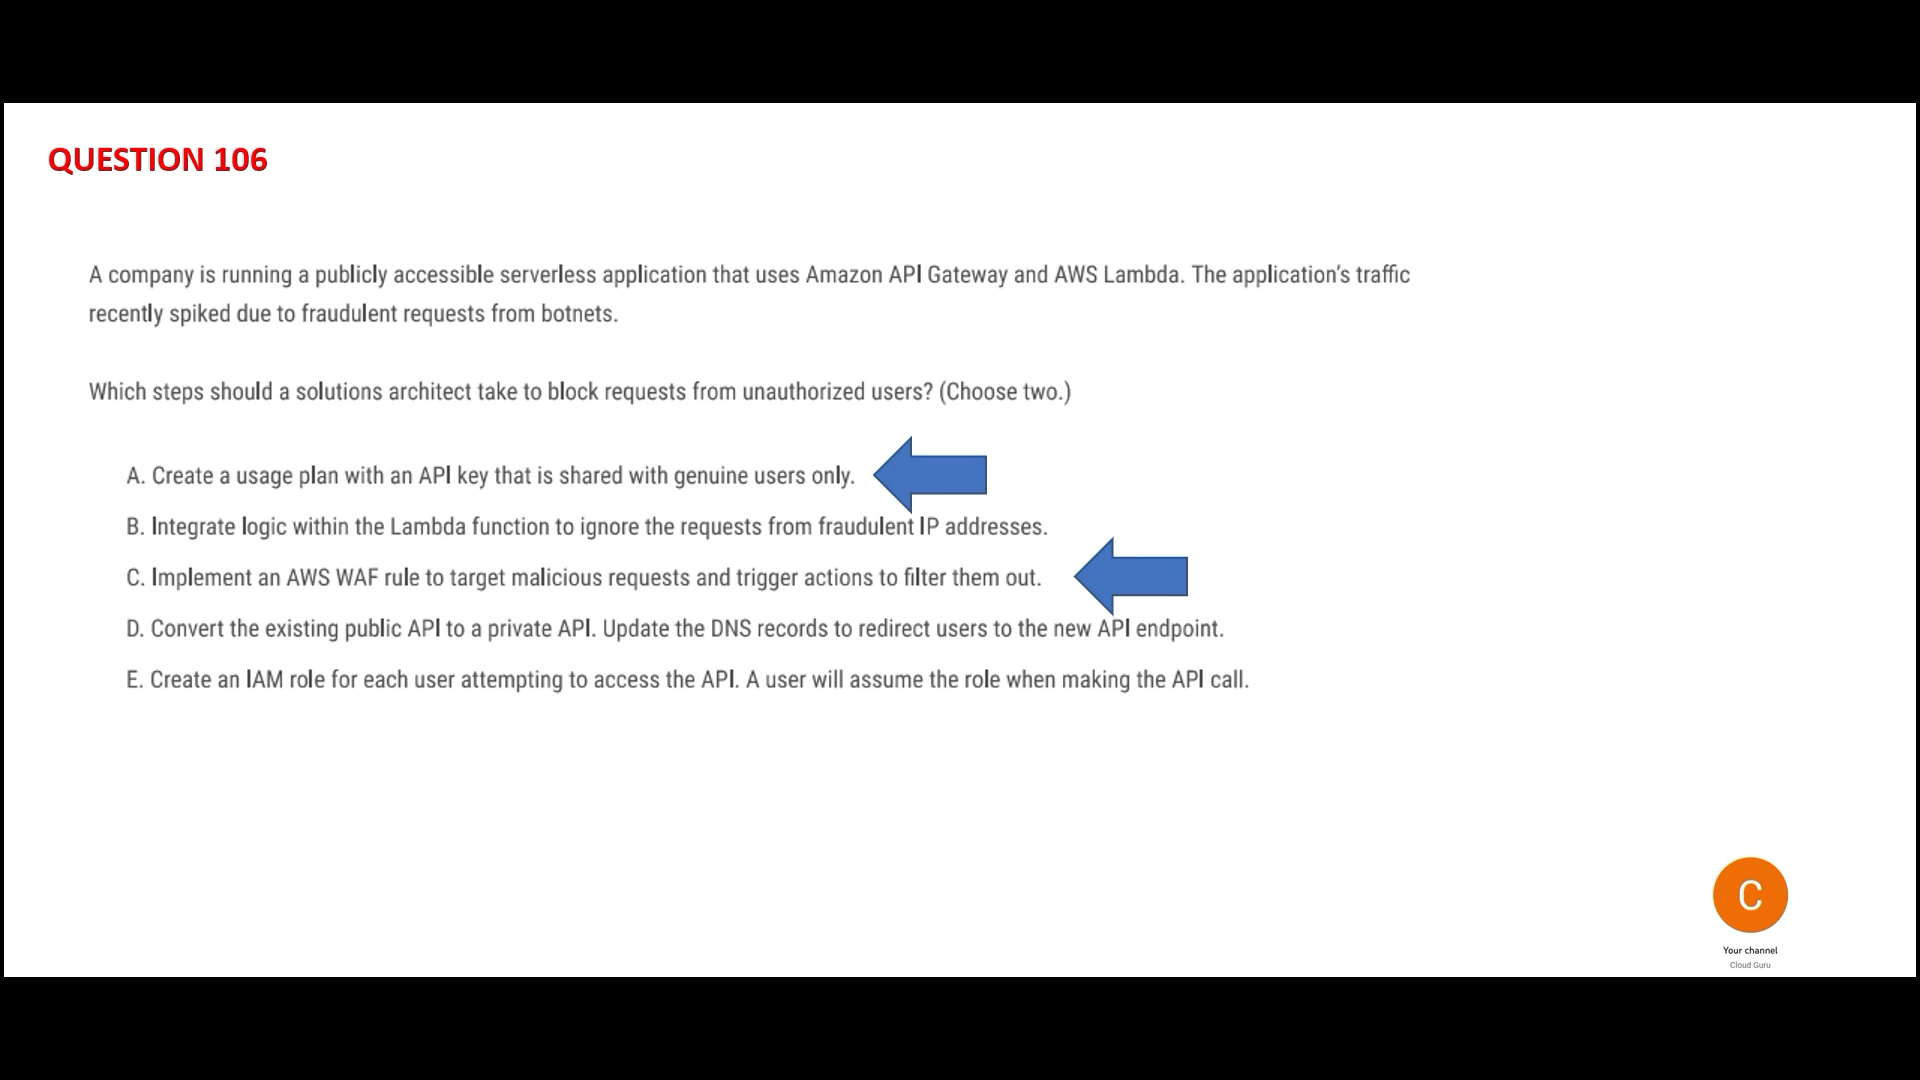 QUESTION 106
A company is running a publicly accessible serverless application that uses Amazon API Gateway and AWS Lambda. The application's traffic
recently spiked due to fraudulent requests from botnets.
Which steps should a solutions architect take to block requests from unauthorized users? (Choose two.)
A. Create a usage plan with an API key that is shared with genuine users only.
B. Integrate logic within the Lambda function to ignore the requests from fraudulent IP addresses.
C. Implement an AWS WAF rule to target malicious requests and trigger actions to filter them out.
D. Convert the existing public API to a private API. Update the DNS records to redirect users to the new API endpoint.
E. Create an IAM role for each user attempting to access the API. A user will assume the role when making the API call.
C
Your channel
Cloud Guru